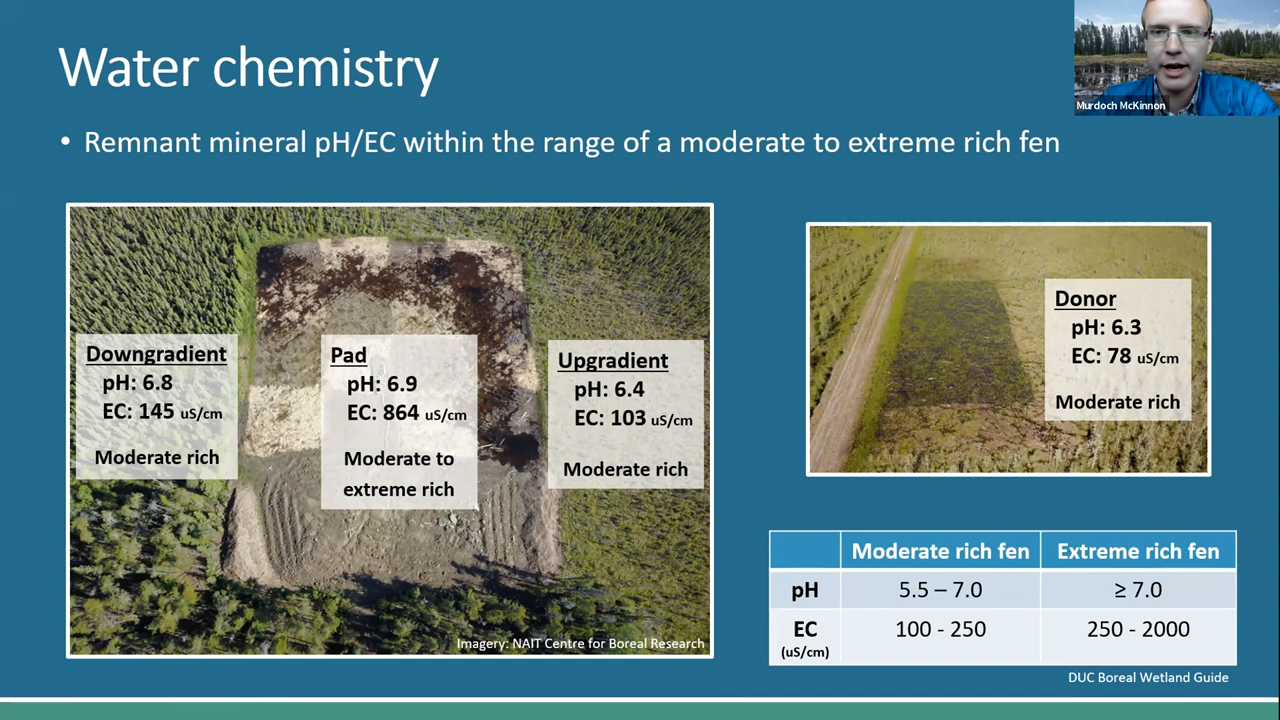 Water chemistry
Murdoch McKinnon
• Remnant mineral pH/EC within the range of a moderate to extreme rich fen
Downgradient
pH: 6.8
EC: 145 uS/cm
Moderate rich
Pad
pH: 6.9
EC: 864 uS/cm
Moderate to
extreme rich
Upgradient
pH: 6.4
EC: 103 uS/cm
Moderate rich
Imagery: NAIT Centre for Boreal Research
Donor
pH: 6.3
EC: 78 uS/cm
Moderate rich
Moderate rich fen Extreme rich fen
pH 5.5 – 7.0 ≥ 7.0
EC 100 - 250 250 - 2000
(uS/cm)
DUC Boreal Wetland Guide